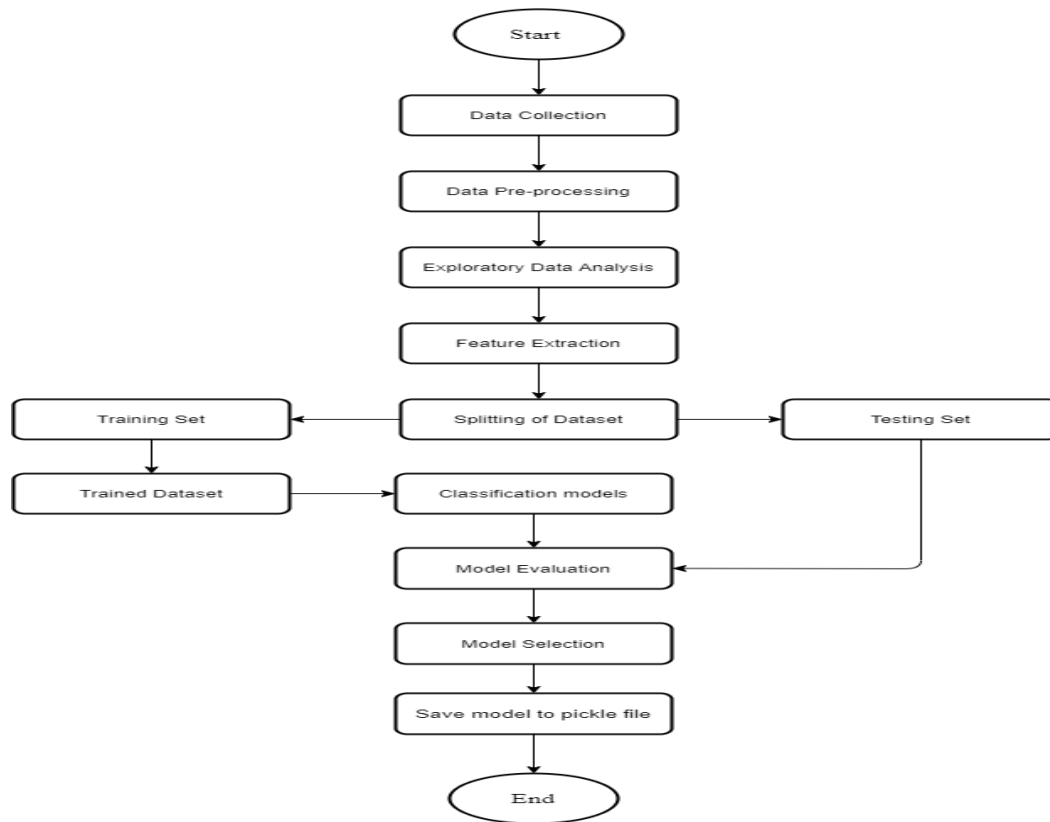 Start
Data Collection
Data Pre-processing
Exploratory Data Analysis
Feature Extraction
Training Set
Splitting of Dataset
Testing Set
Trained Dataset
Classification models
Model Evaluation
Model Selection
Save model to pickle file
End